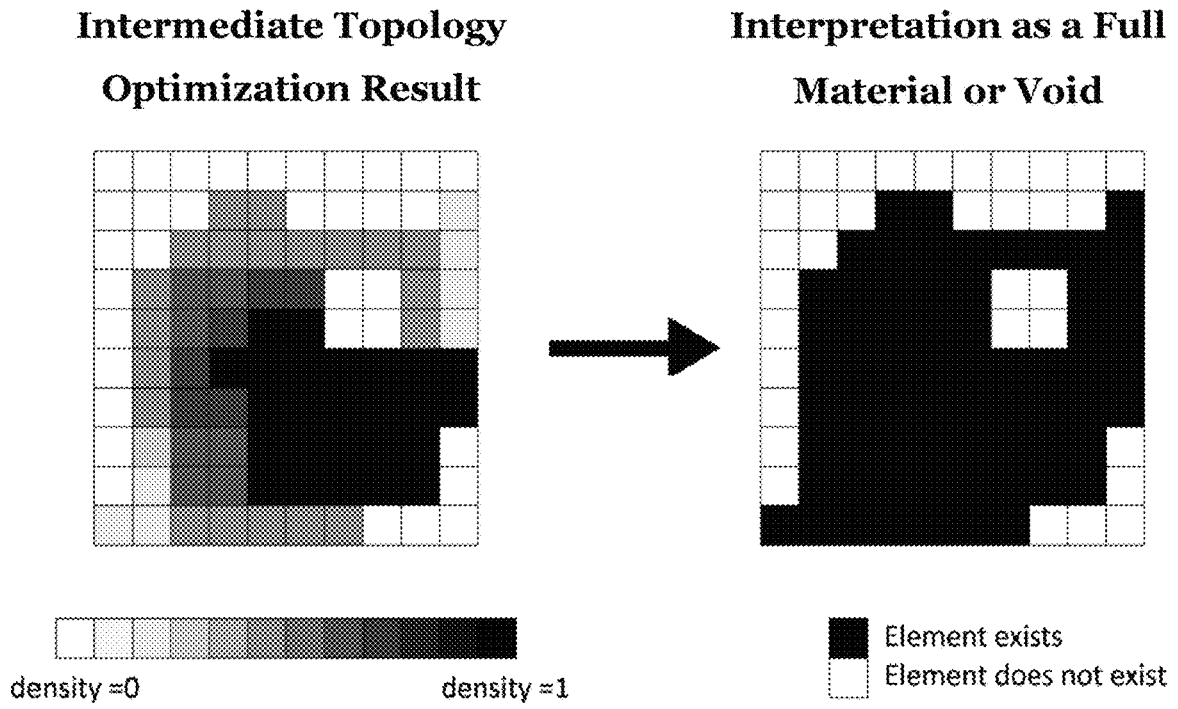 Intermediate Topology
Optimization Result
Interpretation as a Full
Material or Void
density =0
density =1
Element exists
Element does not exist